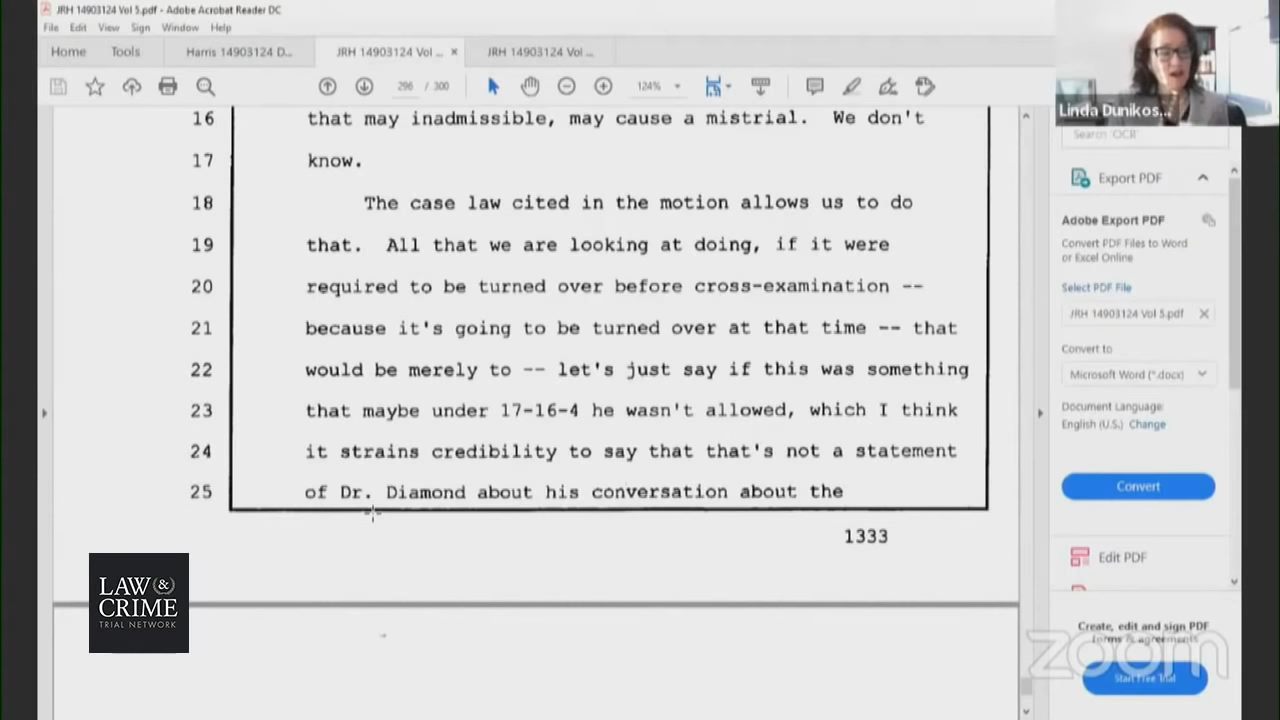 JRH 14903124 Vol 5.pdf - Adobe Acrobat Reader DC
File Edit View Sign Window Help
Home Tools Harris 14903124 D... JRH 14903124 Vol ... × JRH 14903124 Vol ...
296 / 300 124%
Linda Dunikos...
16 that may inadmissible, may cause a mistrial. We don't
17 know.
18 The case law cited in the motion allows us to do
19 that. All that we are looking at doing, if it were
20 required to be turned over before cross-examination --
21 because it's going to be turned over at that time -- that
22 would be merely to -- let's just say if this was something
23 that maybe under 17-16-4 he wasn't allowed, which I think
24 it strains credibility to say that that's not a statement
25 of Dr. Diamond about his conversation about the
1333
Search 'OCR'
Export PDF
Adobe Export PDF
Convert PDF Files to Word
or Excel Online
Select PDF File
JRH 14903124 Vol 5.pdf ×
Convert to
Microsoft Word (*.docx)
Document Language:
English (U.S.) Change
Convert
Edit PDF
Create, edit and sign PDF
forms & agreements
Start Free Trial
zoom
LAW &
CRIME
TRIAL NETWORK